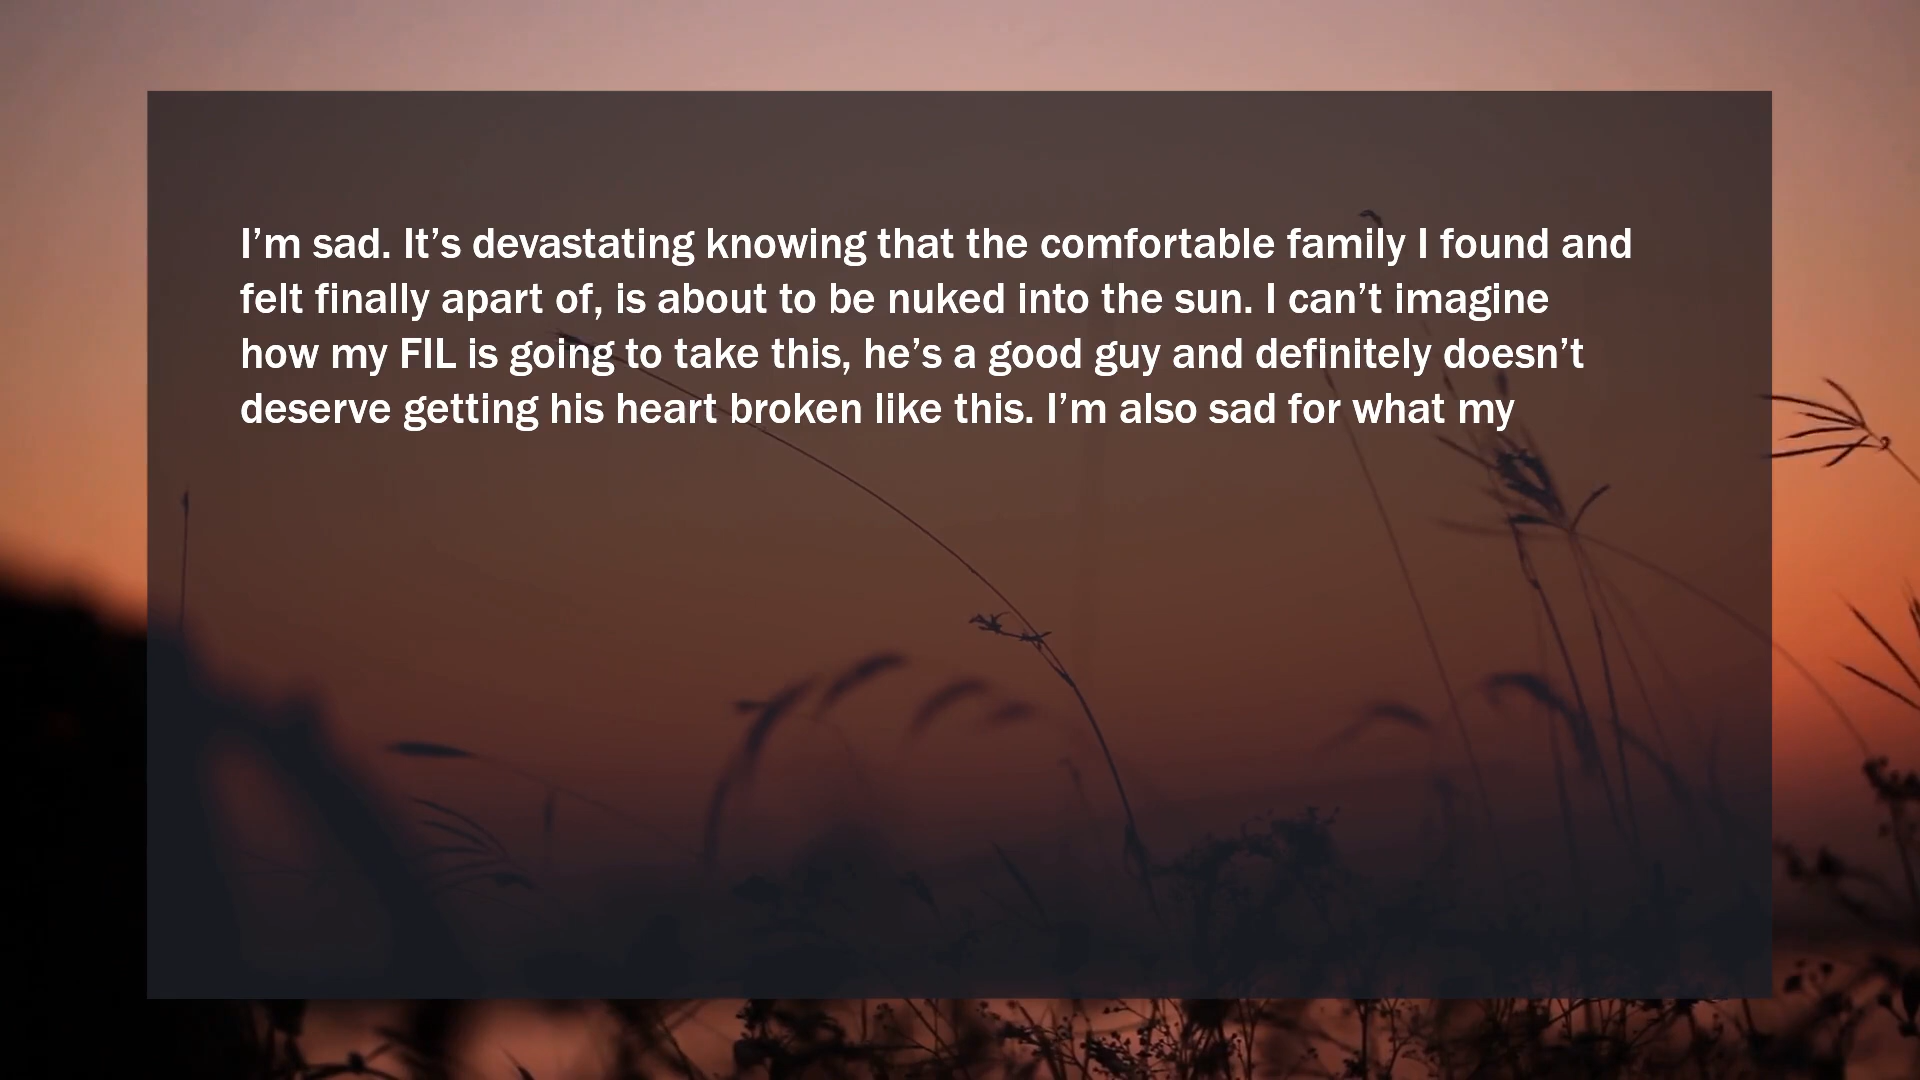 I’m sad. It’s devastating knowing that the comfortable family I found and
felt finally apart of, is about to be nuked into the sun. I can’t imagine
how my FIL is going to take this, he’s a good guy and definitely doesn’t
deserve getting his heart broken like this. I’m also sad for what my